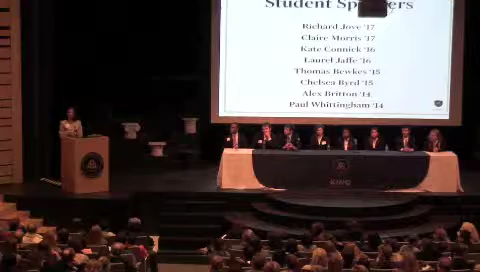 Student Speakers
Richard Jove '17
Claire Morris '17
Kate Connick '16
Laurel Jaffe '16
Thomas Bewkes '15
Chelsea Byrd '15
Alex Britton '14
Paul Whittingham '14